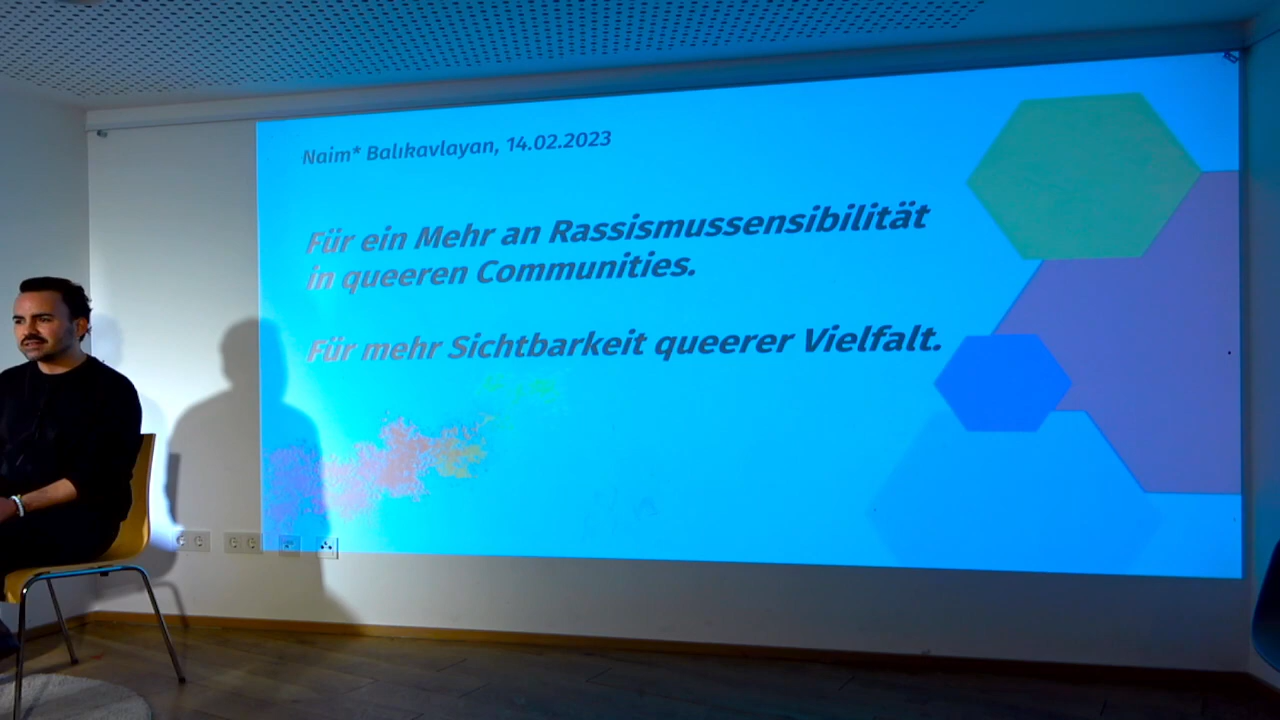 Naim* Balıkavlayan, 14.02.2023
Für ein Mehr an Rassismussensibilität
in queeren Communities.
Für mehr Sichtbarkeit queerer Vielfalt.